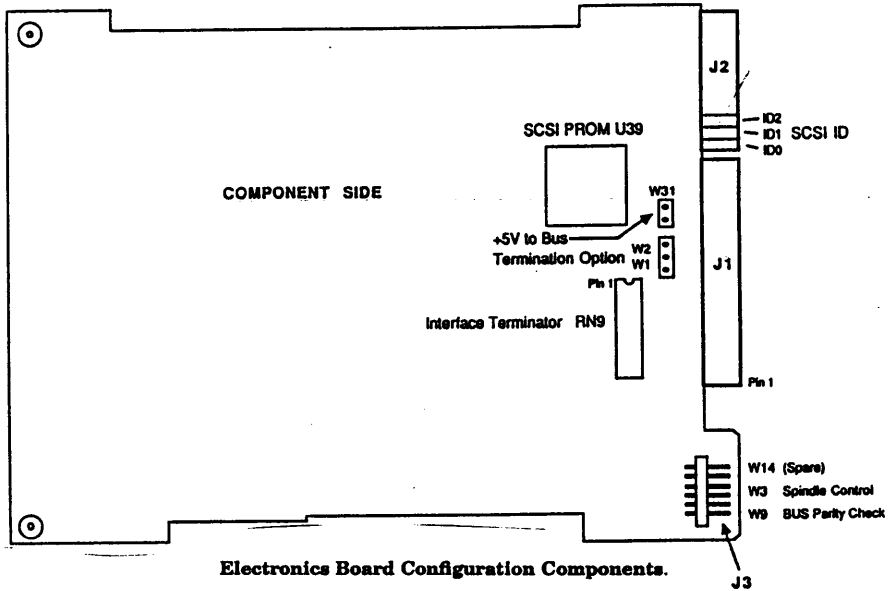 J2
ID2
ID1 SCSI ID
ID0
SCSI PROM U39
COMPONENT SIDE
W31
+5V to Bus
Termination Option W2
W1
Pin 1
J1
Interface Terminator RN9
Pin 1
W14 (Spare)
W3 Spindle Control
W9 BUS Parity Check
Electronics Board Configuration Components.
J3